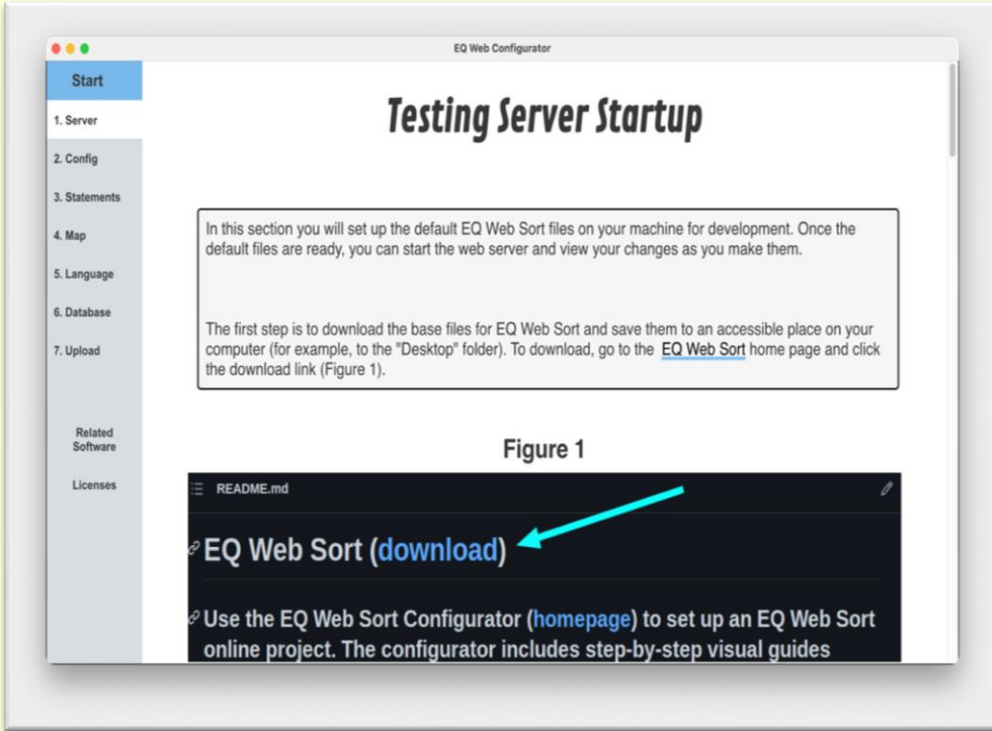 EQ Web Configurator
Start
1. Server
2. Config
3. Statements
4. Map
5. Language
6. Database
7. Upload
Related
Software
Licenses
Testing Server Startup
In this section you will set up the default EQ Web Sort files on your machine for development. Once the
default files are ready, you can start the web server and view your changes as you make them.
The first step is to download the base files for EQ Web Sort and save them to an accessible place on your
computer (for example, to the "Desktop" folder). To download, go to the EQ Web Sort home page and click
the download link (Figure 1).
Figure 1
README.md
EQ Web Sort (download)
Use the EQ Web Sort Configurator (homepage) to set up an EQ Web Sort
online project. The configurator includes step-by-step visual guides